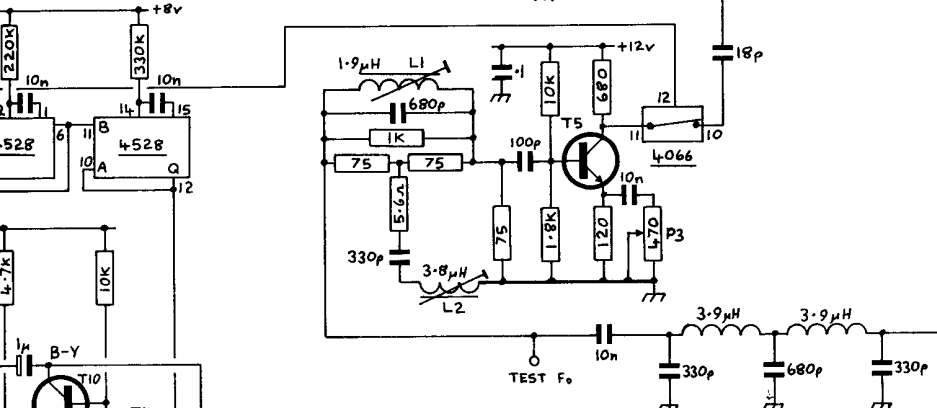 +8v
220K
330K
10n
10n
1
14
15
6
11
B
4528
4528
10
A
Q
12
1.9µH
L1
680p
1K
75
75
5.6Ω
330p
3.8µH
L2
75
100p
.1
10K
680
+12v
T5
1.8K
120
10n
470
P3
12
11
10
4066
18p
4.7K
10K
1µ
B-Y
T10
TEST F₀
10n
3.9µH
3.9µH
330p
680p
330p